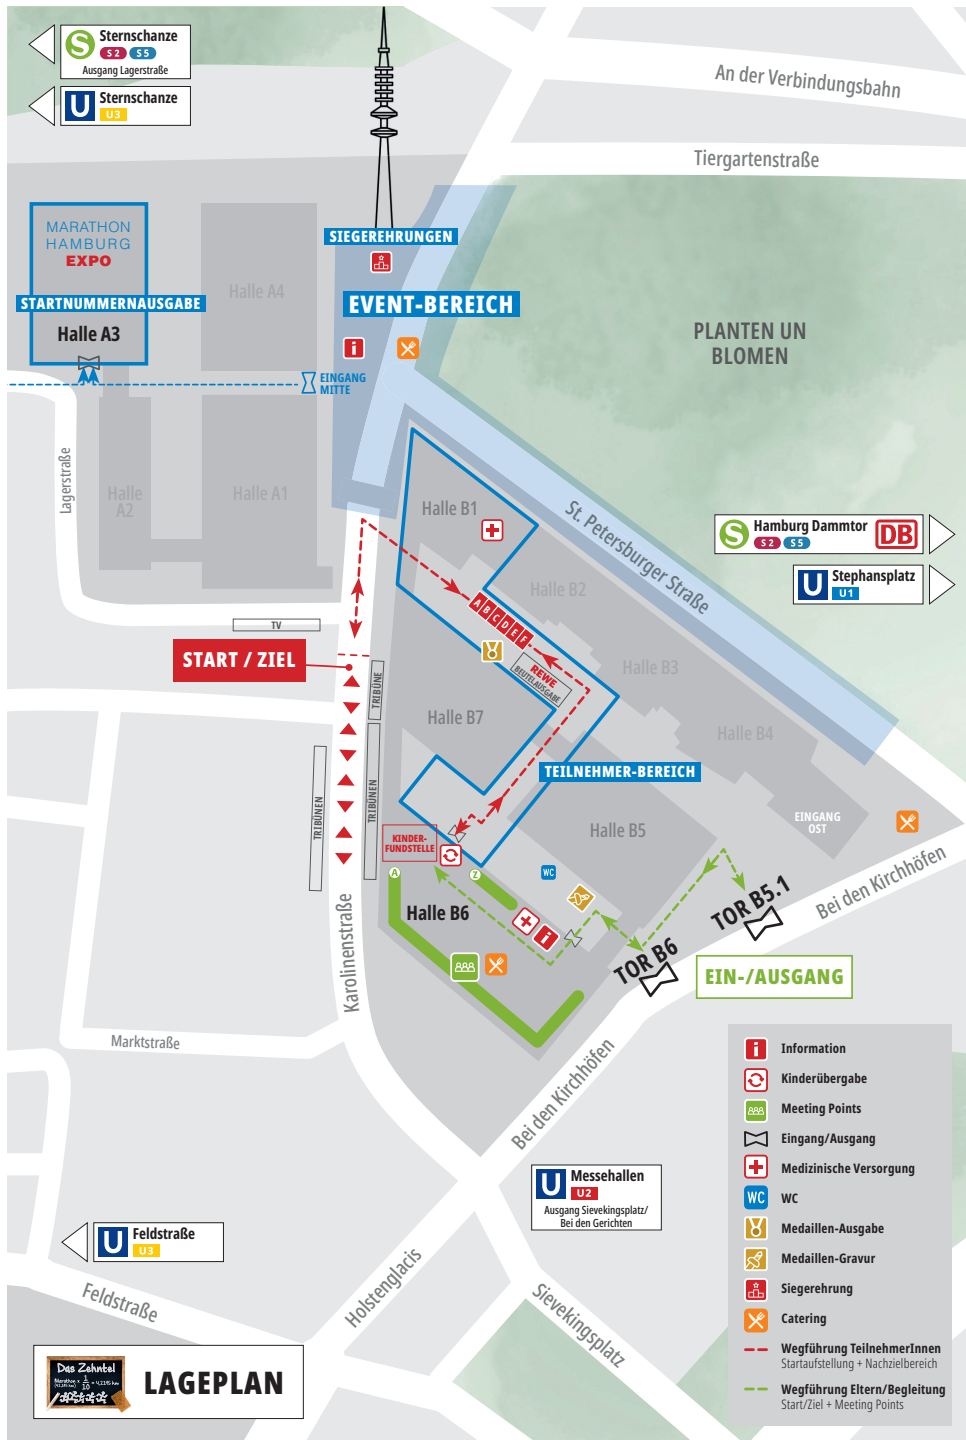 S
Sternschanze
S 2 S 5
Ausgang Lagerstraße
U
Sternschanze
U3
An der Verbindungsbahn
Tiergartenstraße
MARATHON
HAMBURG
EXPO
STARTNUMMERNAUSGABE
Halle A3
Halle A4
SIEGEREHRUNGEN
EVENT-BEREICH
i
EINGANG
MITTE
PLANTEN UN
BLOMEN
Lagerstraße
Halle
A2
Halle A1
Halle B1
St. Petersburger Straße
S
Hamburg Dammtor
S 2 S 5
DB
U
Stephansplatz
U1
Halle B2
A B C D E F
TV
START / ZIEL
REWE
BEUTELAUSGABE
Halle B3
TRIBÜNE
Halle B7
Halle B4
TEILNEHMER-BEREICH
TRIBÜNEN
TRIBÜNEN
EINGANG
OST
Halle B5
KINDER-
FUNDSTELLE
A
Z
WC
Halle B6
i
Karolinenstraße
TOR B5.1
TOR B6
Bei den Kirchhöfen
EIN-/AUSGANG
Marktstraße
Bei den Kirchhöfen
i
Information
Kinderübergabe
Meeting Points
Eingang/Ausgang
Medizinische Versorgung
WC
WC
Medaillen-Ausgabe
Medaillen-Gravur
Siegerehrung
Catering
Wegführung TeilnehmerInnen
Startaufstellung + Nachzielbereich
Wegführung Eltern/Begleitung
Start/Ziel + Meeting Points
U
Messehallen
U2
Ausgang Sievekingsplatz/
Bei den Gerichten
U
Feldstraße
U3
Feldstraße
Holstenglacis
Sievekingsplatz
Das Zehntel
LAGEPLAN